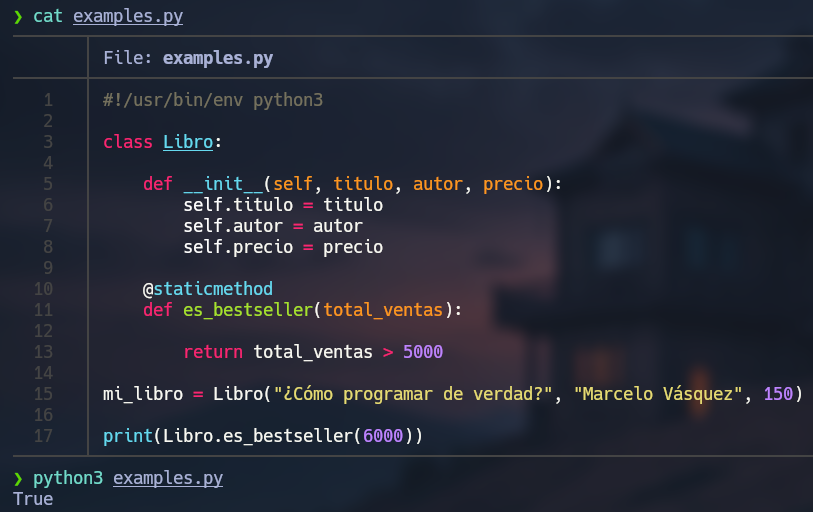 ❯ cat examples.py
File: examples.py
1 #!/usr/bin/env python3
2
3 class Libro:
4
5     def __init__(self, titulo, autor, precio):
6         self.titulo = titulo
7         self.autor = autor
8         self.precio = precio
9
10     @staticmethod
11     def es_bestseller(total_ventas):
12
13         return total_ventas > 5000
14
15 mi_libro = Libro("¿Cómo programar de verdad?", "Marcelo Vásquez", 150)
16
17 print(Libro.es_bestseller(6000))
❯ python3 examples.py
True